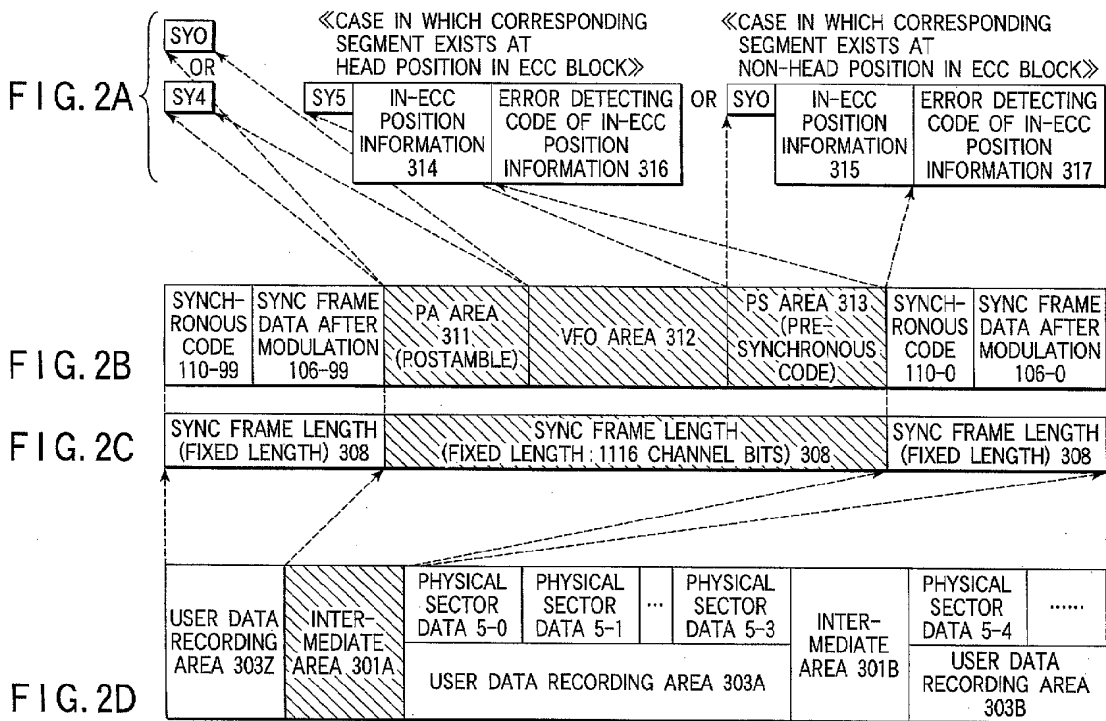 FIG.2A
SY0
OR
SY4
≪CASE IN WHICH CORRESPONDING
SEGMENT EXISTS AT
HEAD POSITION IN ECC BLOCK≫
SY5
IN-ECC
POSITION
INFORMATION
314
ERROR DETECTING
CODE OF IN-ECC
POSITION
INFORMATION 316
OR
≪CASE IN WHICH CORRESPONDING
SEGMENT EXISTS AT
NON-HEAD POSITION IN ECC BLOCK≫
SY0
IN-ECC
POSITION
INFORMATION
315
ERROR DETECTING
CODE OF IN-ECC
POSITION
INFORMATION 317
FIG.2B
SYNCH-
RONOUS
CODE
110-99
SYNC FRAME
DATA AFTER
MODULATION
106-99
PA AREA
311
(POSTAMBLE)
VFO AREA 312
PS AREA 313
(PRE-
SYNCHRONOUS
CODE)
SYNCH-
RONOUS
CODE
110-0
SYNC FRAME
DATA AFTER
MODULATION
106-0
FIG.2C
SYNC FRAME LENGTH
(FIXED LENGTH) 308
SYNC FRAME LENGTH
(FIXED LENGTH:1116 CHANNEL BITS) 308
SYNC FRAME LENGTH
(FIXED LENGTH) 308
FIG.2D
USER DATA
RECORDING
AREA 303Z
INTER-
MEDIATE
AREA 301A
PHYSICAL
SECTOR
DATA 5-0
PHYSICAL
SECTOR
DATA 5-1
...
PHYSICAL
SECTOR
DATA 5-3
USER DATA RECORDING AREA 303A
INTER-
MEDIATE
AREA 301B
PHYSICAL
SECTOR
DATA 5-4
......
USER DATA
RECORDING AREA
303B